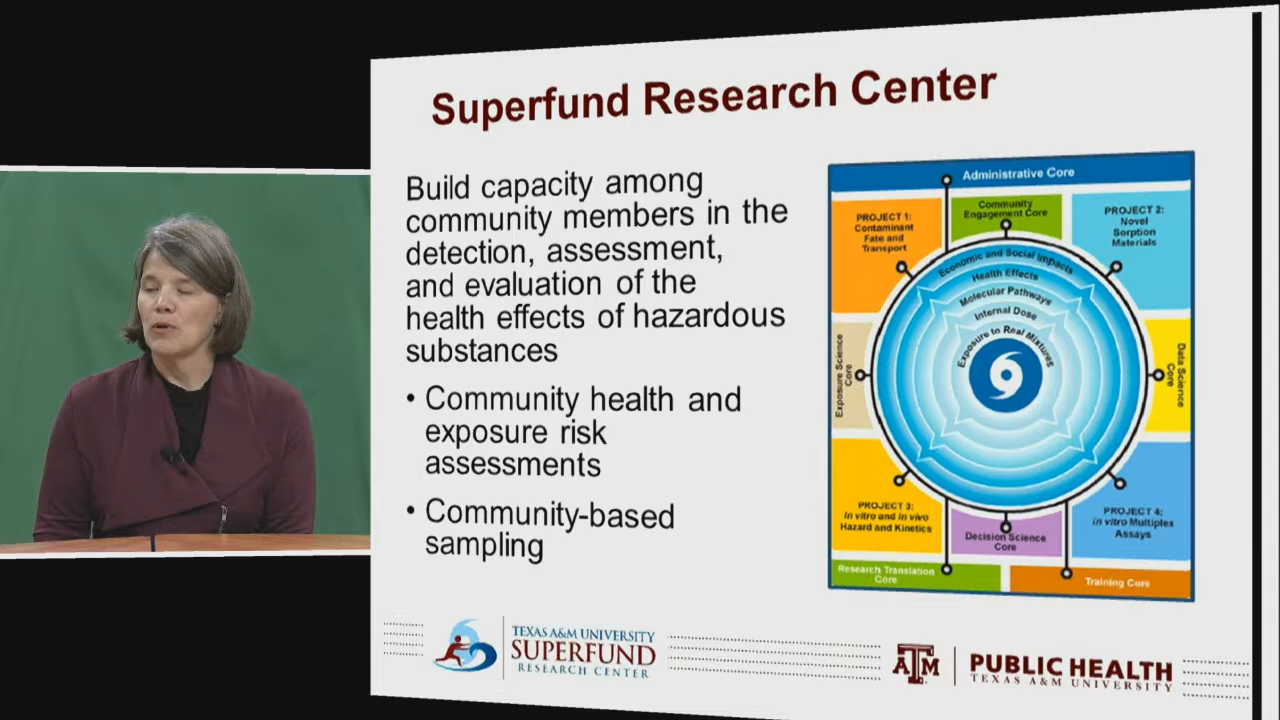 Superfund Research Center
Build capacity among
community members in the
detection, assessment,
and evaluation of the
health effects of hazardous
substances
• Community health and
exposure risk
assessments
• Community-based
sampling
Administrative Core
PROJECT 1:
Contaminant
Fate and
Transport
Community
Engagement Core
PROJECT 2:
Novel
Sorption
Materials
Economic and Social Impacts
Health Effects
Molecular Pathways
Internal Dose
Exposure to Real Mixtures
Exposure Science
Core
Data Science
Core
PROJECT 3:
in vitro and in vivo
Hazard and Kinetics
Decision Science
Core
PROJECT 4:
in vitro Multiplex
Assays
Research Translation
Core
Training Core
TEXAS A&M UNIVERSITY
SUPERFUND
RESEARCH CENTER
ATM
PUBLIC HEALTH
TEXAS A&M UNIVERSITY